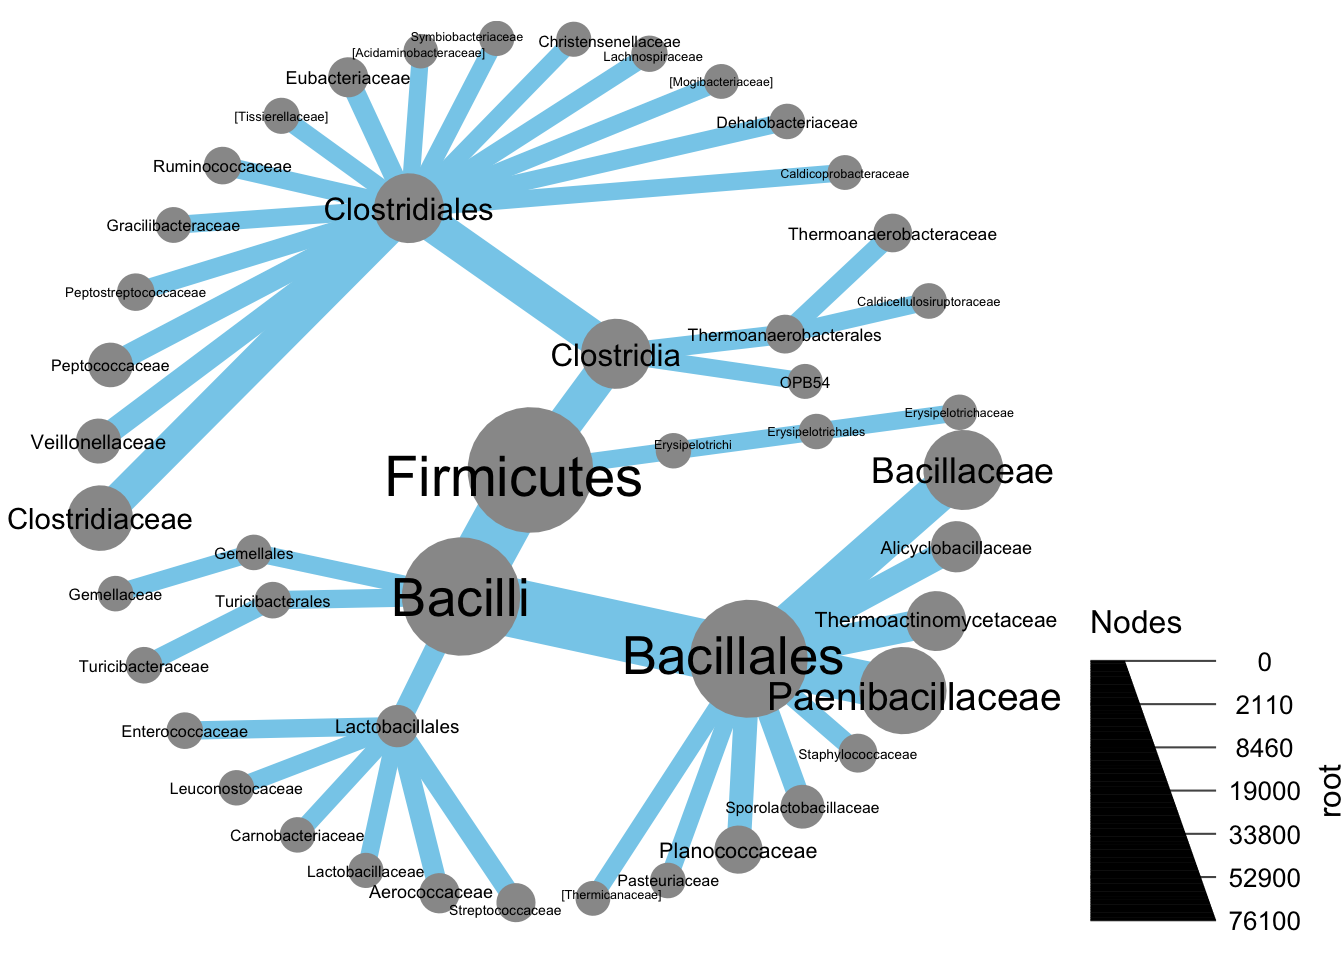 Symbiobacteriaceae
Christensenellaceae
[Acidaminobacteraceae]
Lachnospiraceae
Eubacteriaceae
[Mogibacteriaceae]
[Tissierellaceae]
Dehalobacteriaceae
Ruminococcaceae
Caldicoprobacteraceae
Clostridiales
Gracilibacteraceae
Thermoanaerobacteraceae
Peptostreptococcaceae
Caldicellulosiruptoraceae
Thermoanaerobacterales
Clostridia
Peptococcaceae
OPB54
Erysipelotrichaceae
Erysipelotrichales
Veillonellaceae
Erysipelotrichi
Bacillaceae
Firmicutes
Clostridiaceae
Alicyclobacillaceae
Gemellales
Gemellaceae
Bacilli
Turicibacterales
Thermoactinomycetaceae
Nodes
Bacillales
Turicibacteraceae
Paenibacillaceae
Lactobacillales
Enterococcaceae
Staphylococcaceae
Leuconostocaceae
Sporolactobacillaceae
Carnobacteriaceae
Planococcaceae
Lactobacillaceae
Pasteuriaceae
Aerococcaceae
[Thermicanaceae]
Streptococcaceae
0
2110
8460
19000
33800
52900
76100
root